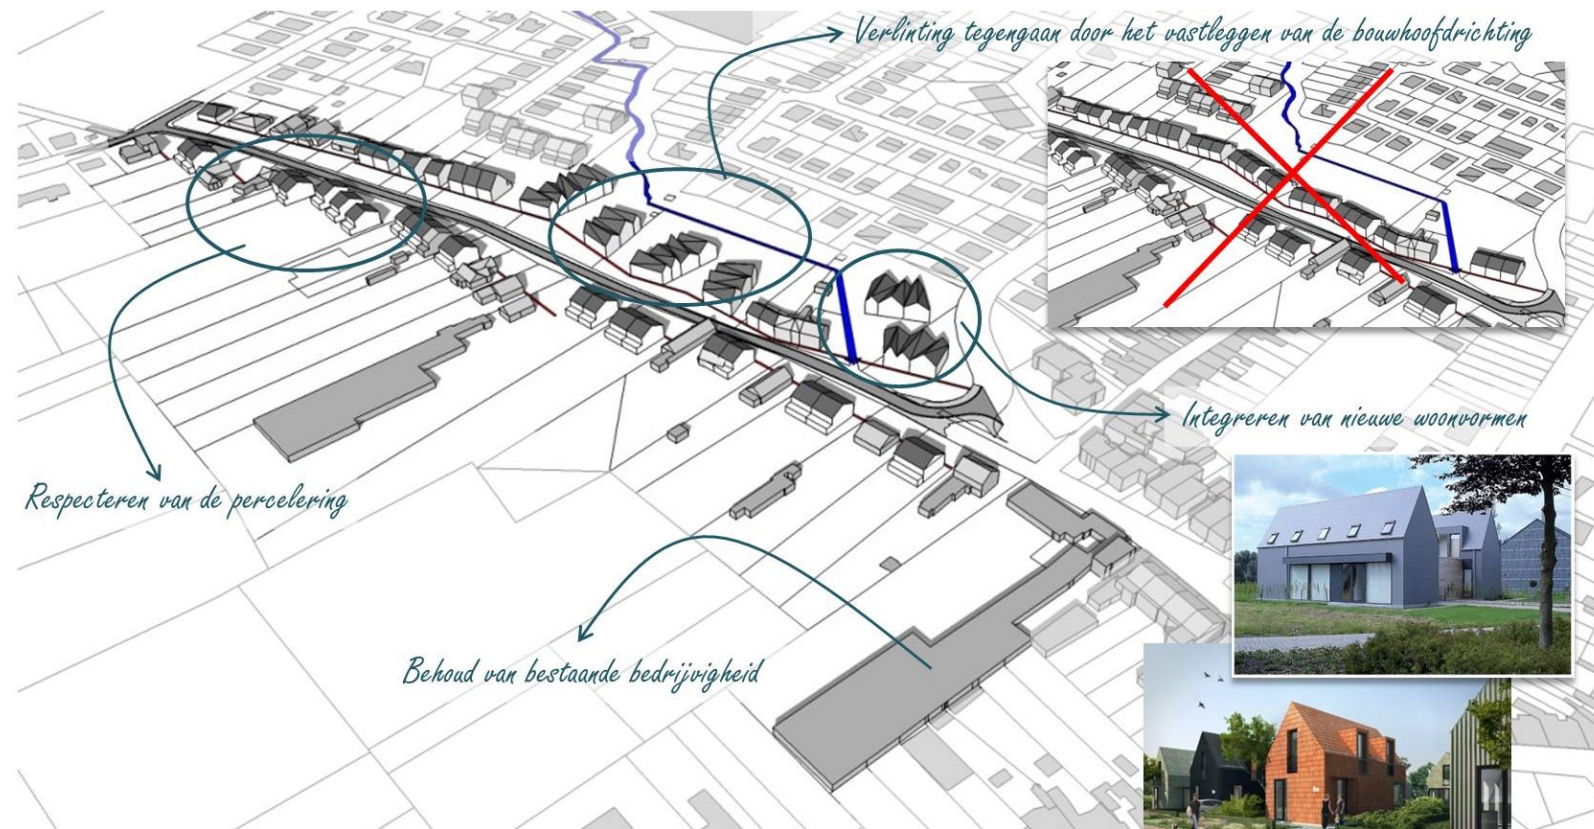 Verlinting tegengaan door het vastleggen van de bouwhoofdrichting
Integreren van nieuwe woonvormen
Respecteren van de percelering
Behoud van bestaande bedrijvigheid